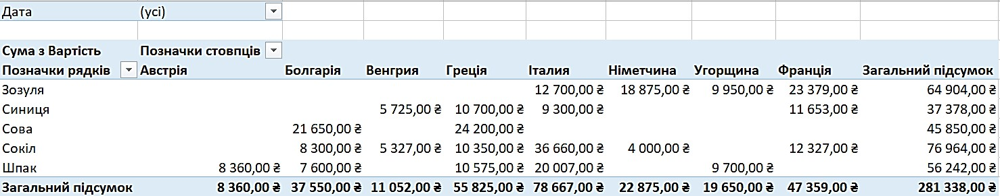 Дата (усі)
Сума з Вартість Позначки стовпців
Позначки рядків Австрія Болгарія Венгрия Греція Італия Німетчина Угорщина Франція Загальний підсумок
Зозуля 12 700,00 ₴ 18 875,00 ₴ 9 950,00 ₴ 23 379,00 ₴ 64 904,00 ₴
Синиця 5 725,00 ₴ 10 700,00 ₴ 9 300,00 ₴ 11 653,00 ₴ 37 378,00 ₴
Сова 21 650,00 ₴ 24 200,00 ₴ 45 850,00 ₴
Сокіл 8 300,00 ₴ 5 327,00 ₴ 10 350,00 ₴ 36 660,00 ₴ 4 000,00 ₴ 12 327,00 ₴ 76 964,00 ₴
Шпак 8 360,00 ₴ 7 600,00 ₴ 10 575,00 ₴ 20 007,00 ₴ 9 700,00 ₴ 56 242,00 ₴
Загальний підсумок 8 360,00 ₴ 37 550,00 ₴ 11 052,00 ₴ 55 825,00 ₴ 78 667,00 ₴ 22 875,00 ₴ 19 650,00 ₴ 47 359,00 ₴ 281 338,00 ₴